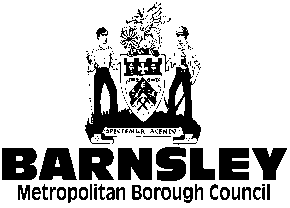 SPECTEMUR AGENDO
BARNSLEY
Metropolitan Borough Council